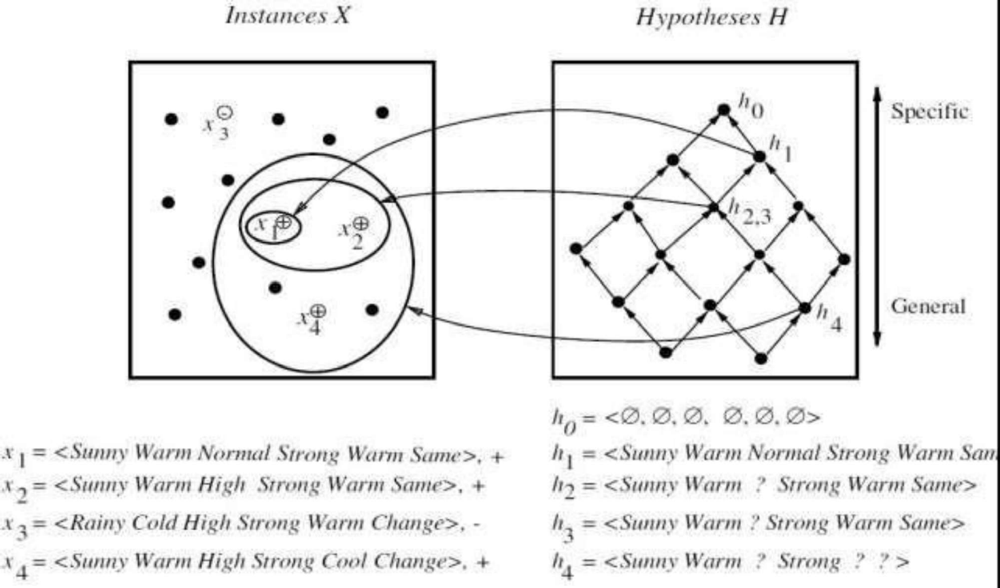 Instances X
Hypotheses H
h0
h1
h2,3
h4
Specific
General
x3
-
x1 +
x2 +
x4 +
x1 = <Sunny Warm Normal Strong Warm Same>, +
x2 = <Sunny Warm High Strong Warm Same>, +
x3 = <Rainy Cold High Strong Warm Change>, -
x4 = <Sunny Warm High Strong Cool Change>, +
h0 = <∅, ∅, ∅, ∅, ∅, ∅>
h1 = <Sunny Warm Normal Strong Warm Sam
h2 = <Sunny Warm ? Strong Warm Same>
h3 = <Sunny Warm ? Strong Warm Same>
h4 = <Sunny Warm ? Strong ? ? >